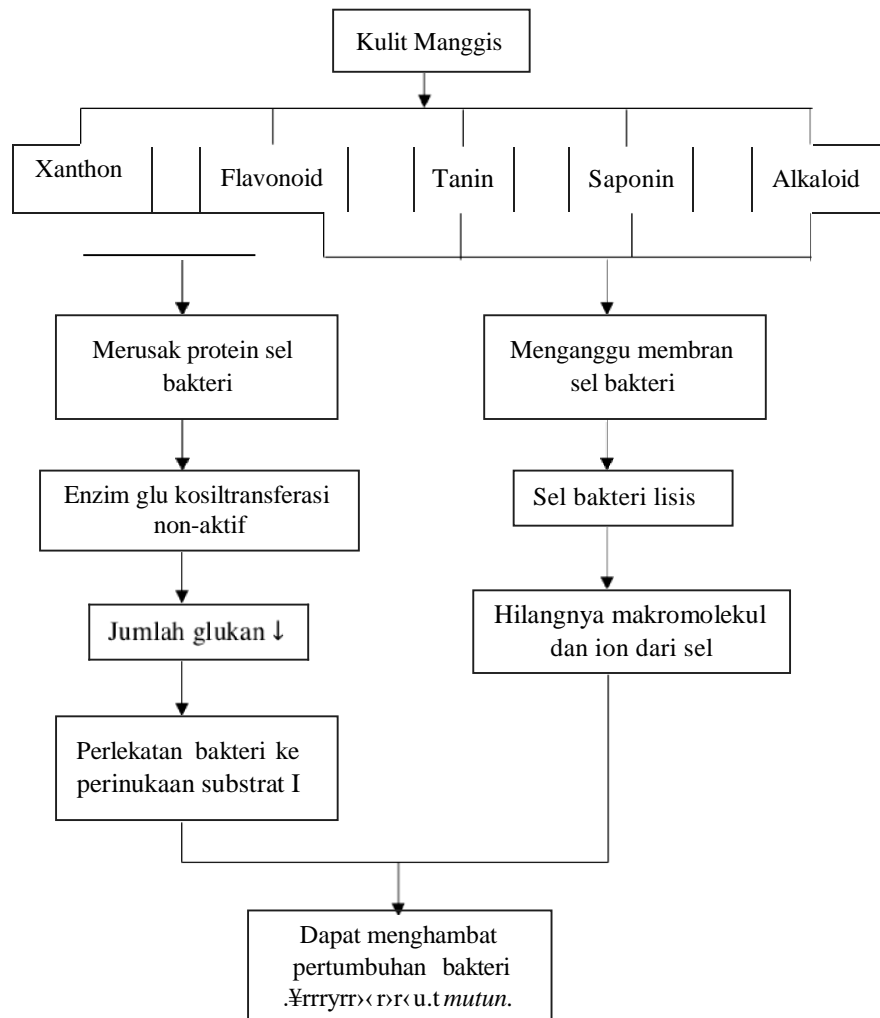 Kulit Manggis
Xanthon
Flavonoid
Tanin
Saponin
Alkaloid
Merusak protein sel
bakteri
Menganggu membran
sel bakteri
Enzim glu kosiltransferasi
non-aktif
Sel bakteri lisis
Jumlah glukan ↓
Hilangnya makromolekul
dan ion dari sel
Perlekatan bakteri ke
perinukaan substrat I
Dapat menghambat
pertumbuhan bakteri
mutun.